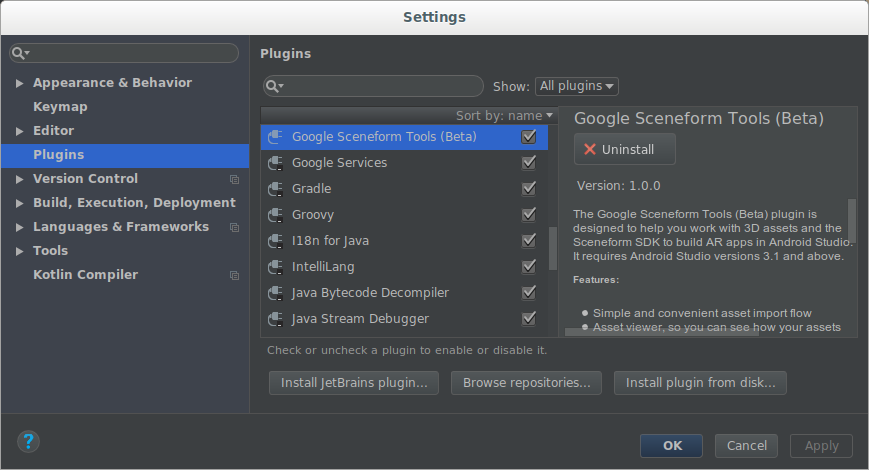 Settings
Appearance & Behavior
Keymap
Editor
Plugins
Version Control
Build, Execution, Deployment
Languages & Frameworks
Tools
Kotlin Compiler
Plugins
Show: All plugins
Sort by: name
Google Sceneform Tools (Beta)
Google Services
Gradle
Groovy
I18n for Java
IntelliLang
Java Bytecode Decompiler
Java Stream Debugger
Google Sceneform Tools (Beta)
Uninstall
Version: 1.0.0
The Google Sceneform Tools (Beta) plugin is
designed to help you work with 3D assets and the
Sceneform SDK to build AR apps in Android Studio.
It requires Android Studio versions 3.1 and above.
Features:
● Simple and convenient asset import flow
● Asset viewer, so you can see how your assets
Check or uncheck a plugin to enable or disable it.
Install JetBrains plugin...
Browse repositories...
Install plugin from disk...
?
OK
Cancel
Apply